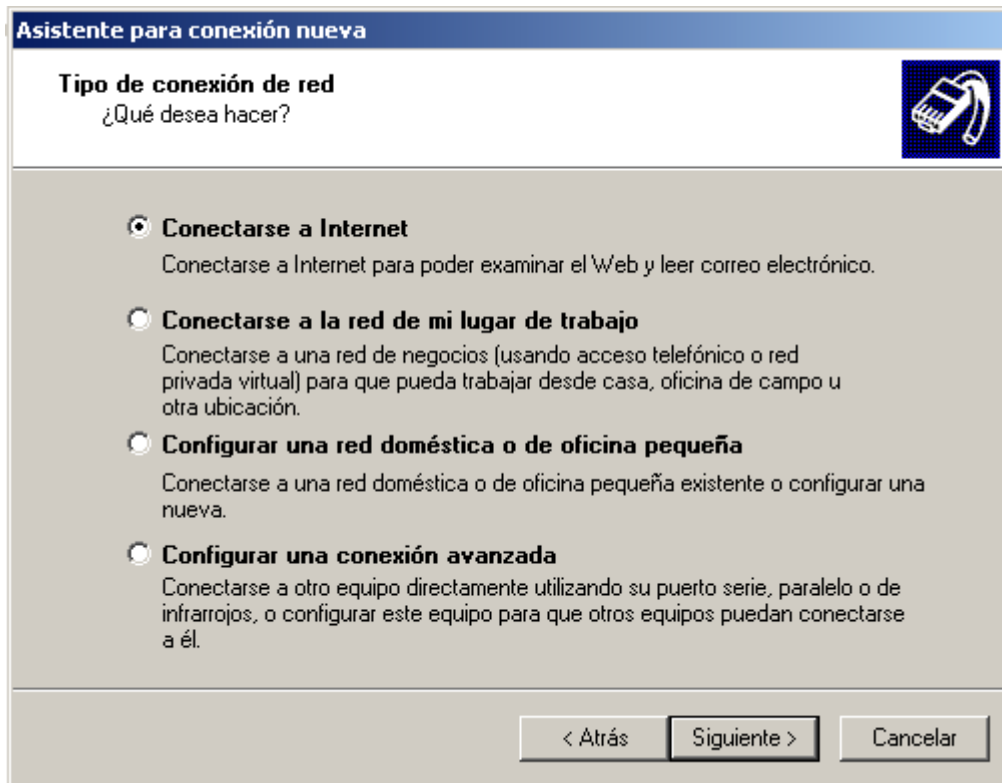 Asistente para conexión nueva
Tipo de conexión de red
¿Qué desea hacer?
Conectarse a Internet
Conectarse a Internet para poder examinar el Web y leer correo electrónico.
Conectarse a la red de mi lugar de trabajo
Conectarse a una red de negocios (usando acceso telefónico o red
privada virtual) para que pueda trabajar desde casa, oficina de campo u
otra ubicación.
Configurar una red doméstica o de oficina pequeña
Conectarse a una red doméstica o de oficina pequeña existente o configurar una
nueva.
Configurar una conexión avanzada
Conectarse a otro equipo directamente utilizando su puerto serie, paralelo o de
infrarrojos, o configurar este equipo para que otros equipos puedan conectarse
a él.
< Atrás
Siguiente >
Cancelar